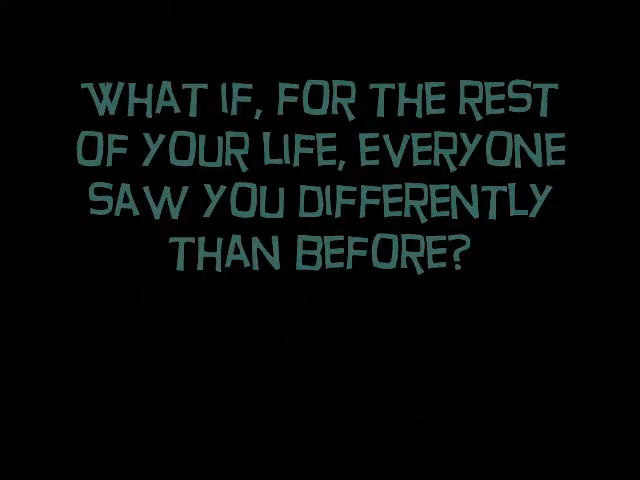 WHAT IF, FOR THE REST
OF YOUR LIFE, EVERYONE
SAW YOU DIFFERENTLY
THAN BEFORE?